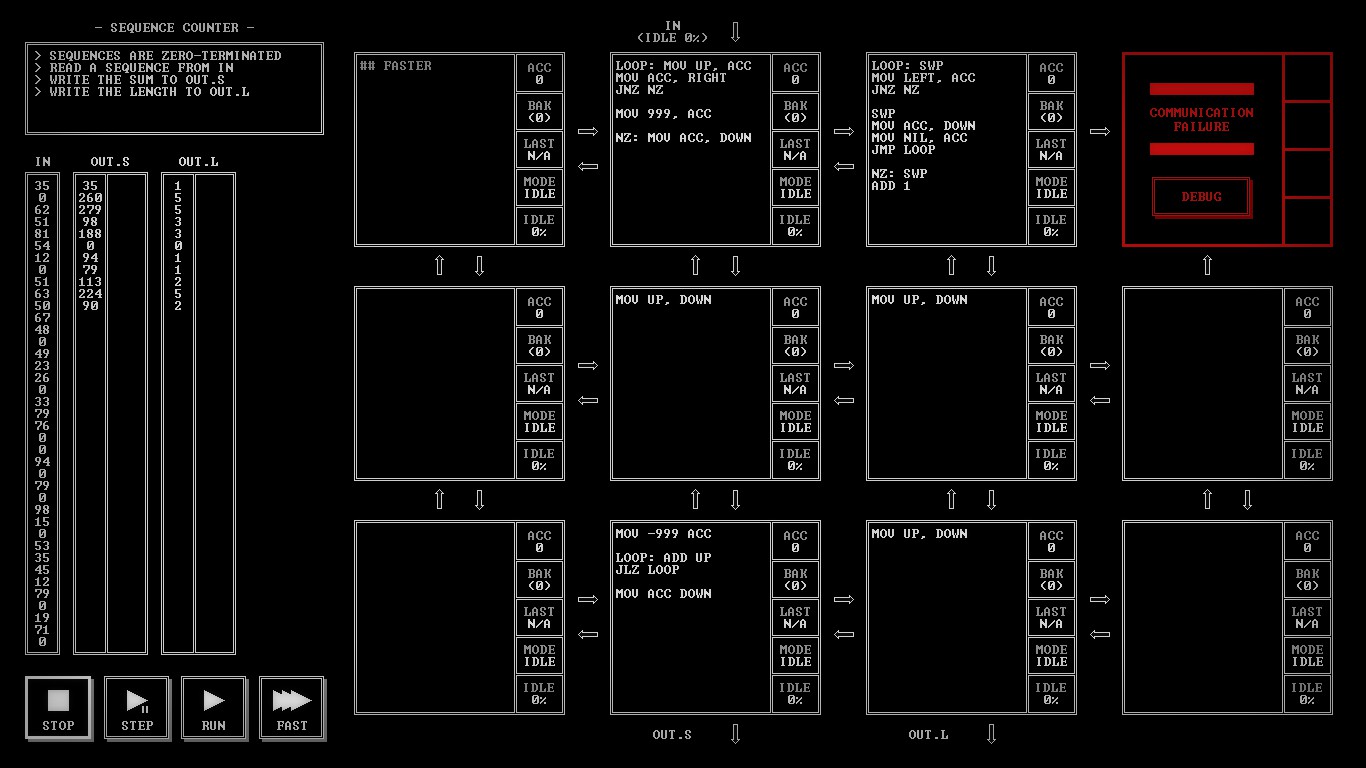 - SEQUENCE COUNTER -
> SEQUENCES ARE ZERO-TERMINATED
> READ A SEQUENCE FROM IN
> WRITE THE SUM TO OUT.S
> WRITE THE LENGTH TO OUT.L
IN OUT.S OUT.L
35 35 1
0 260 5
62 279 5
51 98 3
81 188 3
54 0 0
12 94 1
0 79 1
51 113 2
63 224 5
50 90 2
67
48
0
49
23
26
0
33
79
76
0
0
94
0
79
0
98
15
0
53
35
45
12
79
0
19
71
0
STOP
STEP
RUN
FAST
IN
(IDLE 0%)
## FASTER
ACC
0
BAK
(0)
LAST
N/A
MODE
IDLE
IDLE
0%
LOOP: MOV UP, ACC
MOV ACC, RIGHT
JNZ NZ
MOV 999, ACC
NZ: MOV ACC, DOWN
ACC
0
BAK
(0)
LAST
N/A
MODE
IDLE
IDLE
0%
LOOP: SWP
MOV LEFT, ACC
JNZ NZ
SWP
MOV ACC, DOWN
MOV NIL, ACC
JMP LOOP
NZ: SWP
ADD 1
ACC
0
BAK
(0)
LAST
N/A
MODE
IDLE
IDLE
0%
COMMUNICATION
FAILURE
DEBUG
ACC
0
BAK
(0)
LAST
N/A
MODE
IDLE
IDLE
0%
MOV UP, DOWN
ACC
0
BAK
(0)
LAST
N/A
MODE
IDLE
IDLE
0%
MOV UP, DOWN
ACC
0
BAK
(0)
LAST
N/A
MODE
IDLE
IDLE
0%
ACC
0
BAK
(0)
LAST
N/A
MODE
IDLE
IDLE
0%
ACC
0
BAK
(0)
LAST
N/A
MODE
IDLE
IDLE
0%
MOV -999 ACC
LOOP: ADD UP
JLZ LOOP
MOV ACC DOWN
ACC
0
BAK
(0)
LAST
N/A
MODE
IDLE
IDLE
0%
MOV UP, DOWN
ACC
0
BAK
(0)
LAST
N/A
MODE
IDLE
IDLE
0%
ACC
0
BAK
(0)
LAST
N/A
MODE
IDLE
IDLE
0%
OUT.S
OUT.L